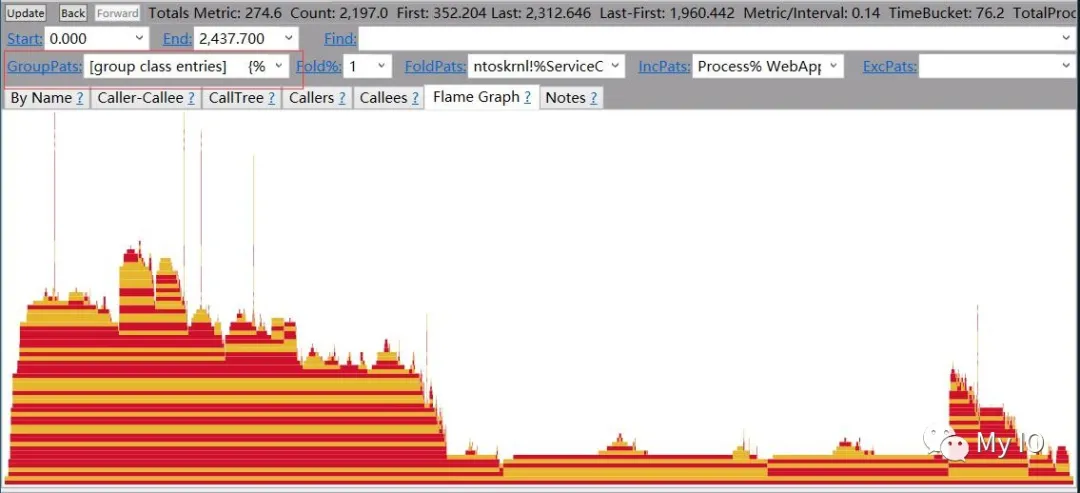 Update Back Forward Totals Metric: 274.6 Count: 2,197.0 First: 352.204 Last: 2,312.646 Last-First: 1,960.442 Metric/Interval: 0.14 TimeBucket: 76.2 TotalProc
Start: 0.000 End: 2,437.700 Find:
GroupPats: [group class entries] {% Fold%: 1 FoldPats: ntoskrnl!%ServiceC IncPats: Process% WebApp ExcPats:
By Name ? Caller-Callee ? CallTree ? Callers ? Callees ? Flame Graph ? Notes ?
My IO